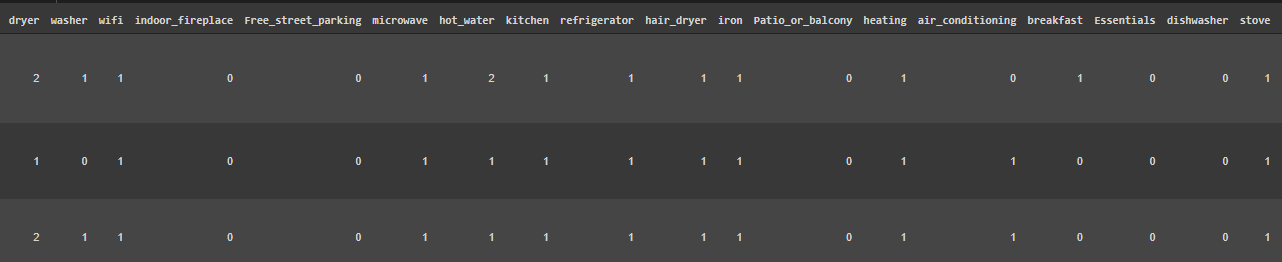 dryer washer wifi indoor_fireplace Free_street_parking microwave hot_water kitchen refrigerator hair_dryer iron Patio_or_balcony heating air_conditioning breakfast Essentials dishwasher stove
2 1 1 0 0 1 2 1 1 1 1 0 1 0 1 0 0 1
1 0 1 0 0 1 1 1 1 1 1 0 1 1 0 0 0 1
2 1 1 0 0 1 1 1 1 1 1 0 1 1 0 0 0 1